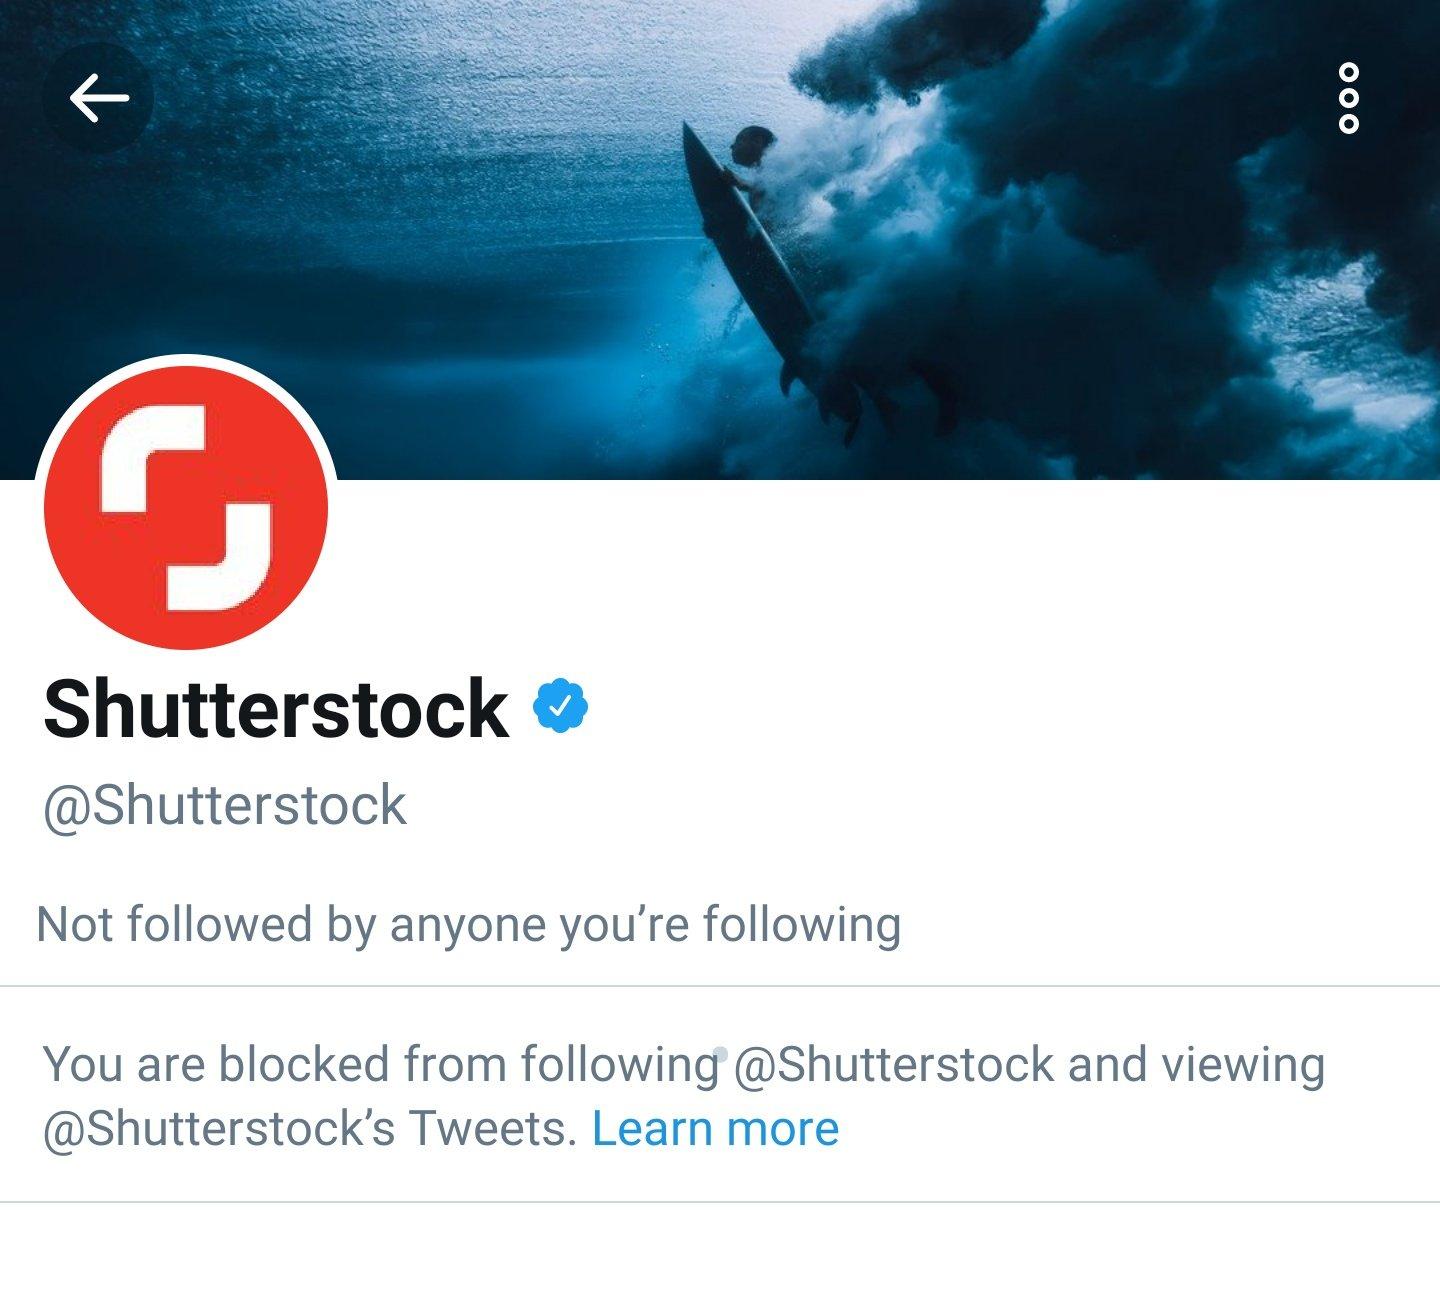 Shutterstock
@Shutterstock
Not followed by anyone you’re following
You are blocked from following @Shutterstock and viewing
@Shutterstock’s Tweets. Learn more